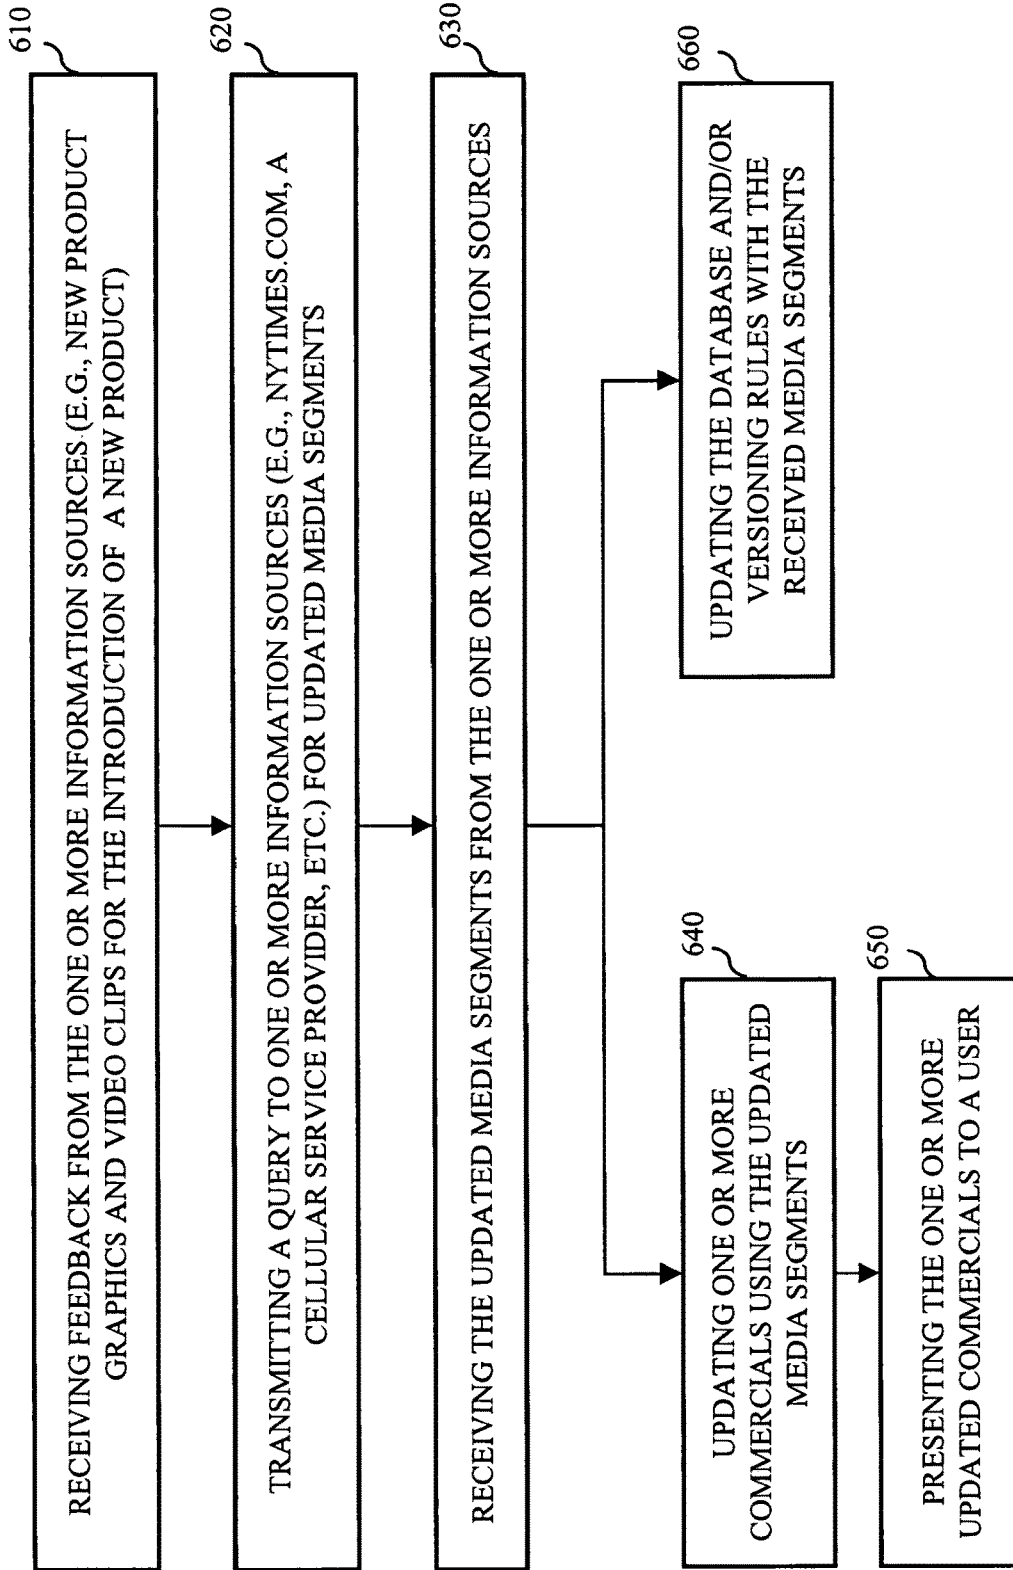 610
RECEIVING FEEDBACK FROM THE ONE OR MORE INFORMATION SOURCES (E.G., NEW PRODUCT
GRAPHICS AND VIDEO CLIPS FOR THE INTRODUCTION OF A NEW PRODUCT)
620
TRANSMITTING A QUERY TO ONE OR MORE INFORMATION SOURCES (E.G., NYTIMES.COM, A
CELLULAR SERVICE PROVIDER, ETC.) FOR UPDATED MEDIA SEGMENTS
630
RECEIVING THE UPDATED MEDIA SEGMENTS FROM THE ONE OR MORE INFORMATION SOURCES
640
UPDATING ONE OR MORE
COMMERCIALS USING THE UPDATED
MEDIA SEGMENTS
650
PRESENTING THE ONE OR MORE
UPDATED COMMERCIALS TO A USER
660
UPDATING THE DATABASE AND/OR
VERSIONING RULES WITH THE
RECEIVED MEDIA SEGMENTS